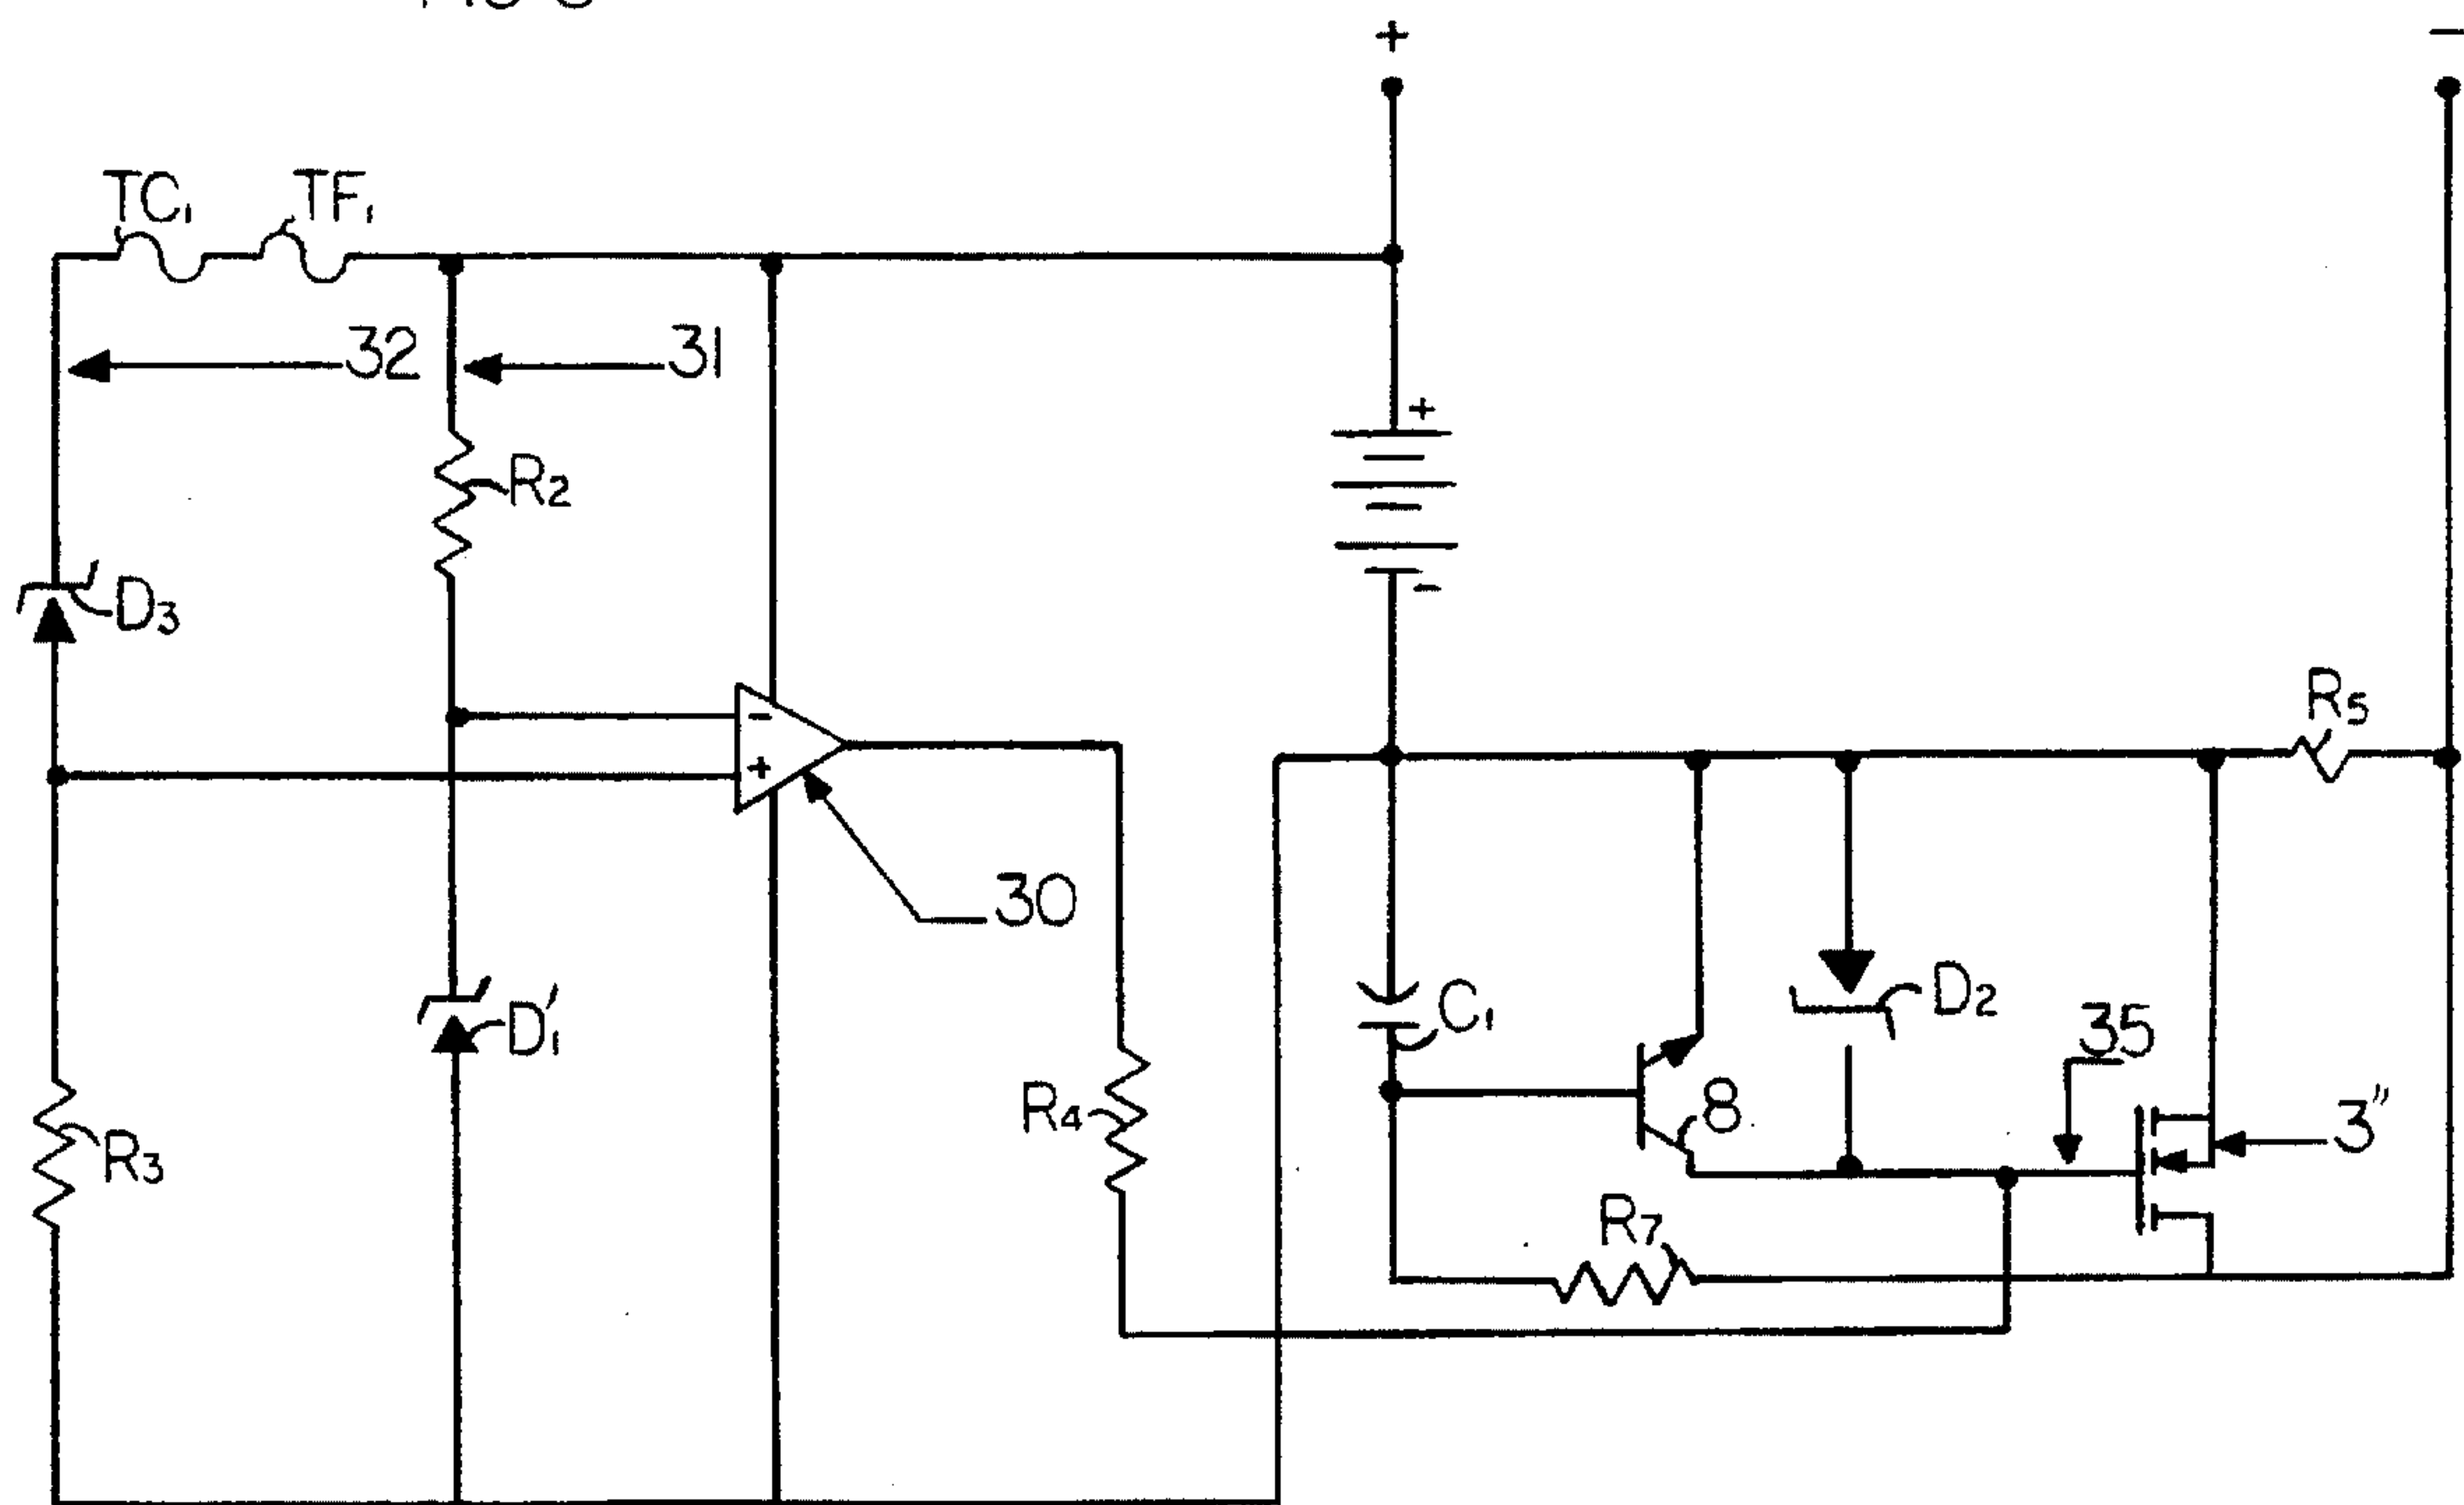 + −
TC₁ TF₁
32 31
+
R₂
D₃
−
R₅
−
+
30
C₁ D₂
D₁′ 35
R₄ 8 3″
R₃
R₇